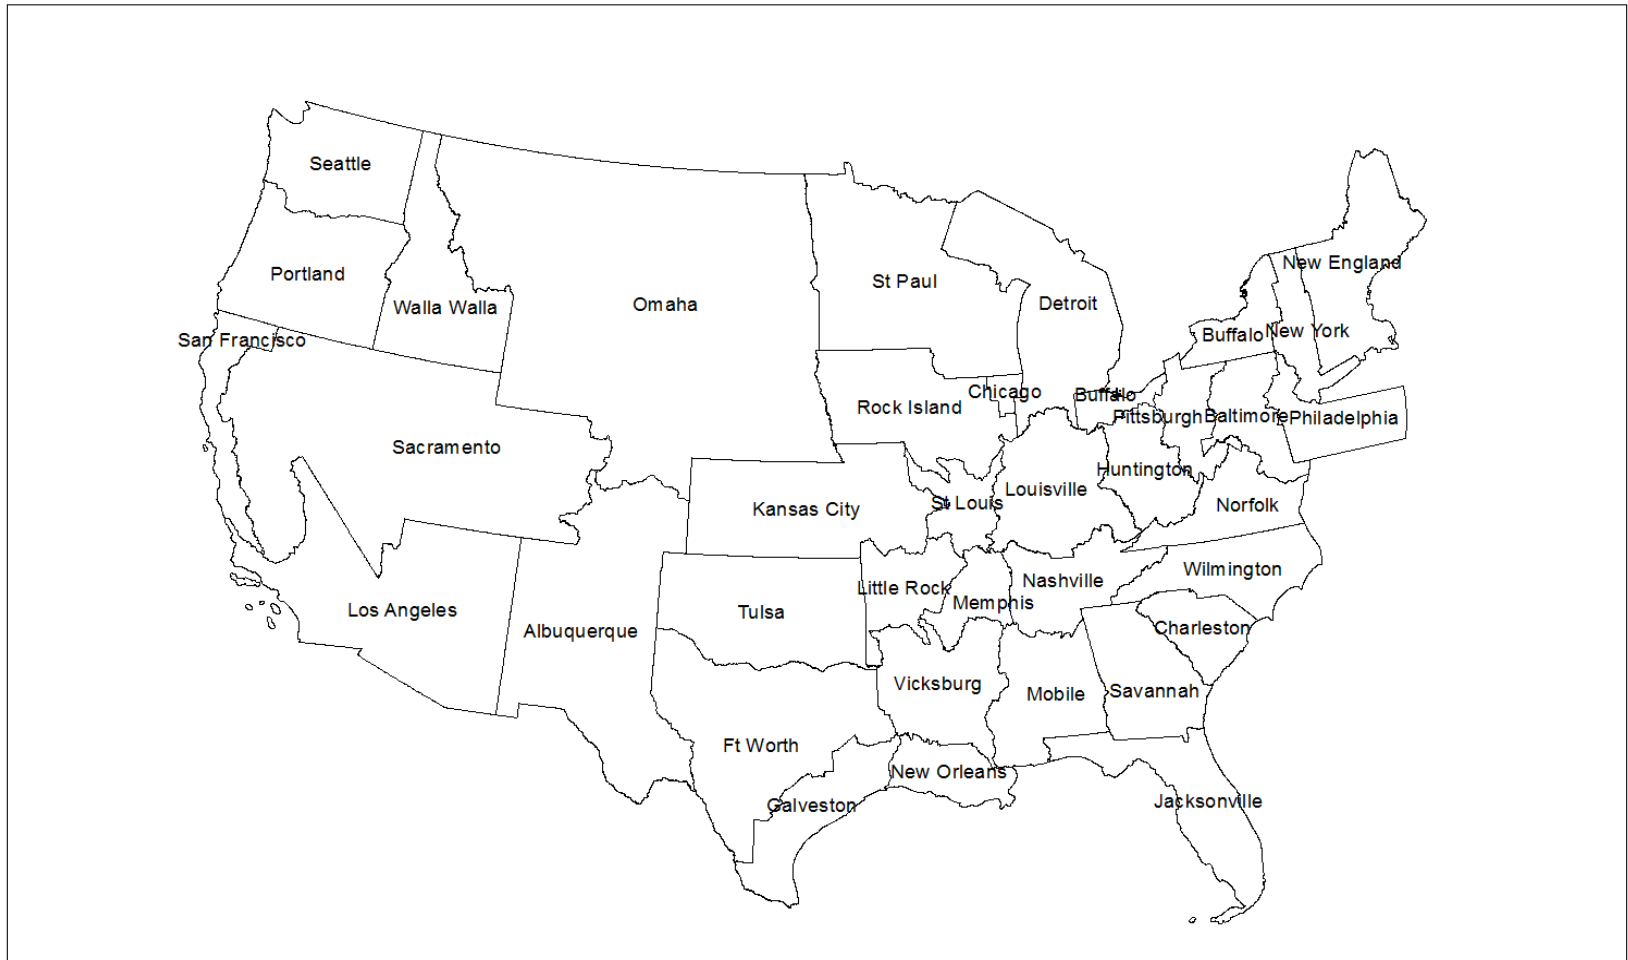 Seattle
New England
Portland
St Paul
Detroit
Walla Walla
Omaha
San Francisco
Buffalo
New York
Chicago
Buffalo
Rock Island
Pittsburgh
Baltimore
Philadelphia
Sacramento
Huntington
Louisville
Kansas City
St Louis
Norfolk
Wilmington
Little Rock
Nashville
Memphis
Los Angeles
Tulsa
Albuquerque
Charleston
Vicksburg
Mobile
Savannah
Ft Worth
New Orleans
Galveston
Jacksonville